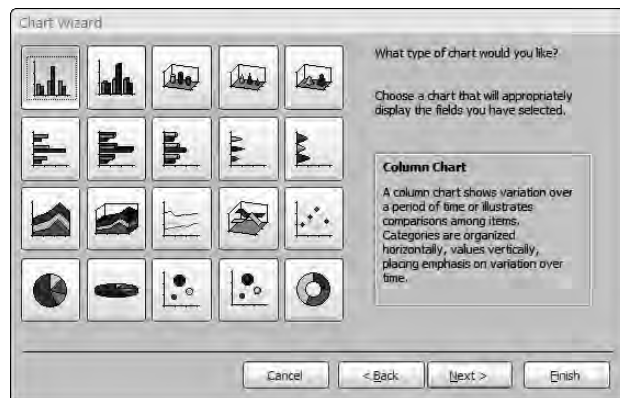 Chart Wizard
What type of chart would you like?
Choose a chart that will appropriately
display the fields you have selected.
Column Chart
A column chart shows variation over
a period of time or illustrates
comparisons among items.
Categories are organized
horizontally, values vertically,
placing emphasis on variation over
time.
Cancel
< Back
Next >
Finish